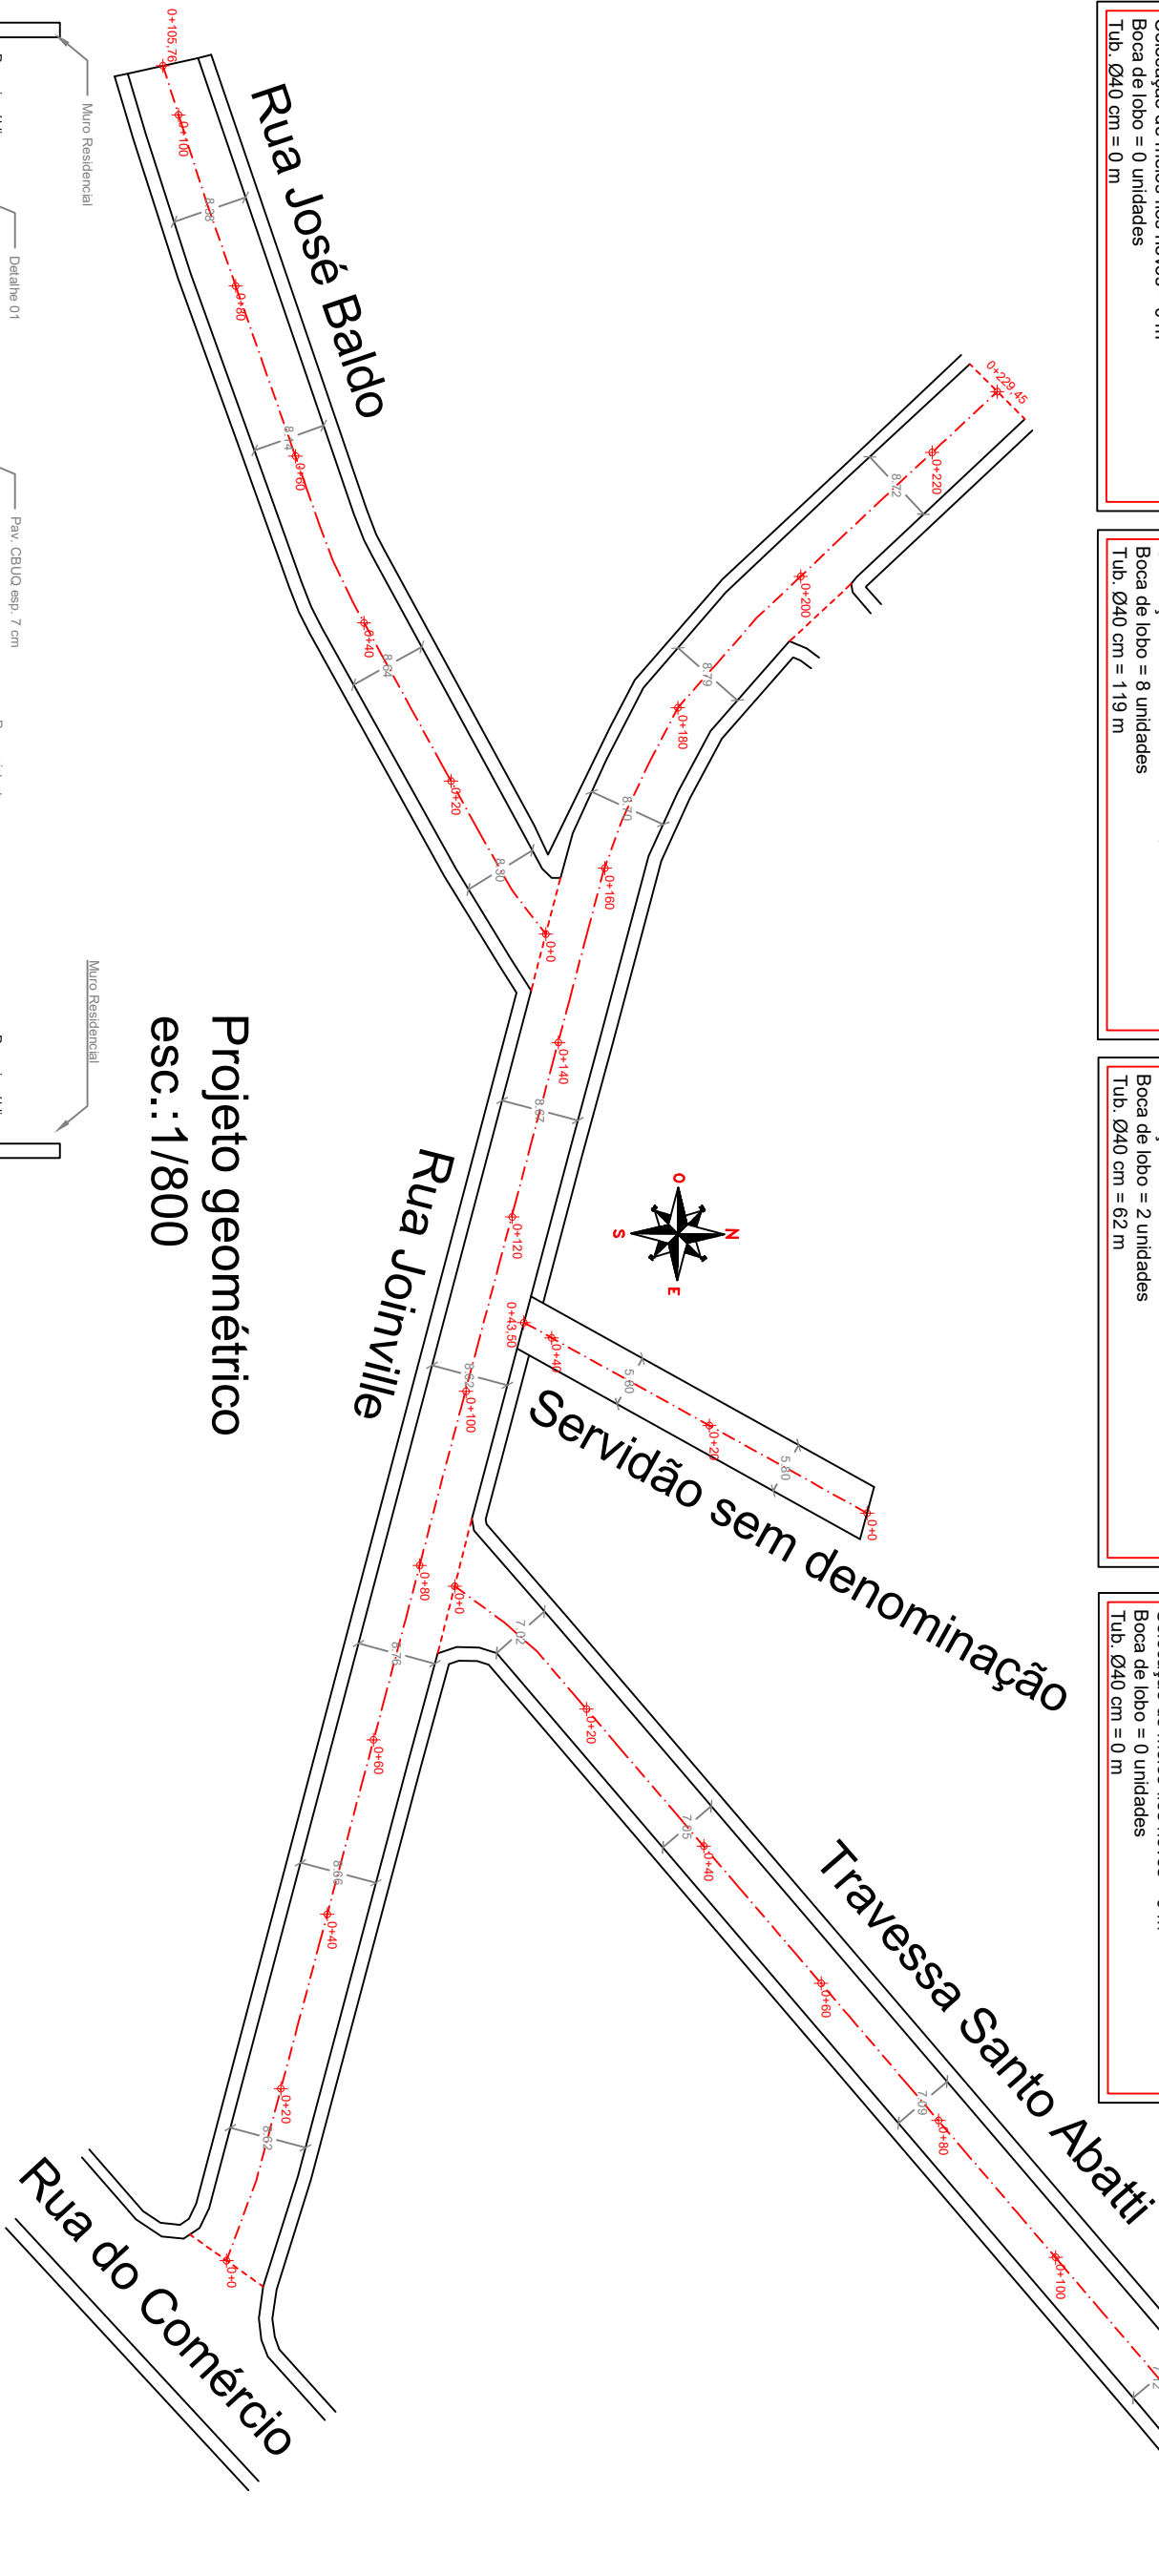 Boca de lobo = 0 unidades
Tub. Ø40 cm = 0 m
Boca de lobo = 8 unidades
Tub. Ø40 cm = 119 m
Boca de lobo = 2 unidades
Tub. Ø40 cm = 62 m
Boca de lobo = 0 unidades
Tub. Ø40 cm = 0 m
0+229,45
0+220
8.72
0+200
8.79
0+180
8.70
0+160
0+140
8.67
0+120
8.62
0+100
0+80
8.76
0+60
8.66
0+40
0+20
8.62
0+0
Rua Joinville
Rua José Baldo
0+105,76
0+100
8.38
0+80
8.14
0+60
0+40
8.64
0+20
8.30
0+0
N
O
E
S
Servidão sem denominação
0+43,50
0+40
5.80
0+20
5.80
0+0
Travessa Santo Abatti
0+0
7.02
0+20
7.05
0+40
0+60
7.09
0+80
0+100
Rua do Comércio
Projeto geométrico
esc.:1/800
Muro Residencial
Muro Residencial
Detalhe 01
Pav. CBUQ esp. 7 cm